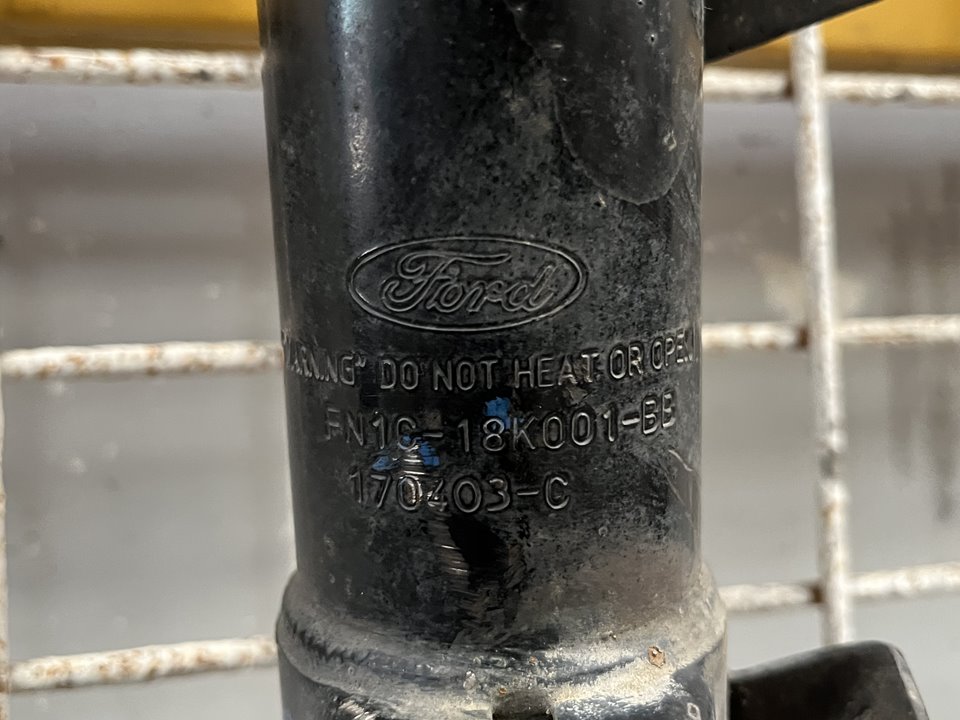 Ford
"WARNING" DO NOT HEAT OR OPEN
FN1C-18K001-BB
170403-C